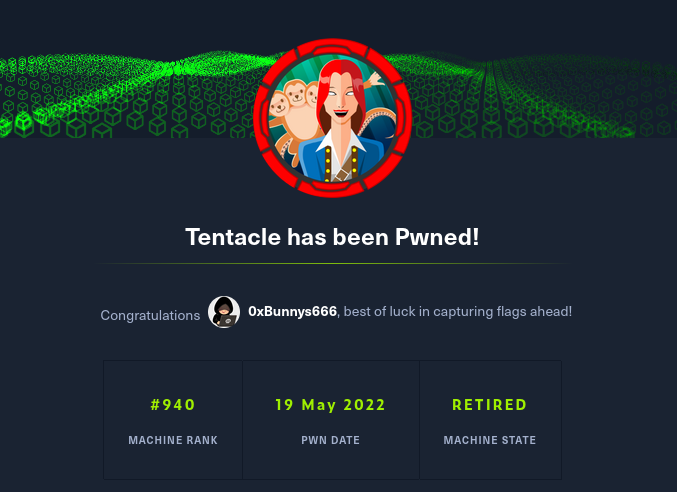 Tentacle has been Pwned!
Congratulations 0xBunnys666, best of luck in capturing flags ahead!
#940 19 May 2022 RETIRED
MACHINE RANK PWN DATE MACHINE STATE